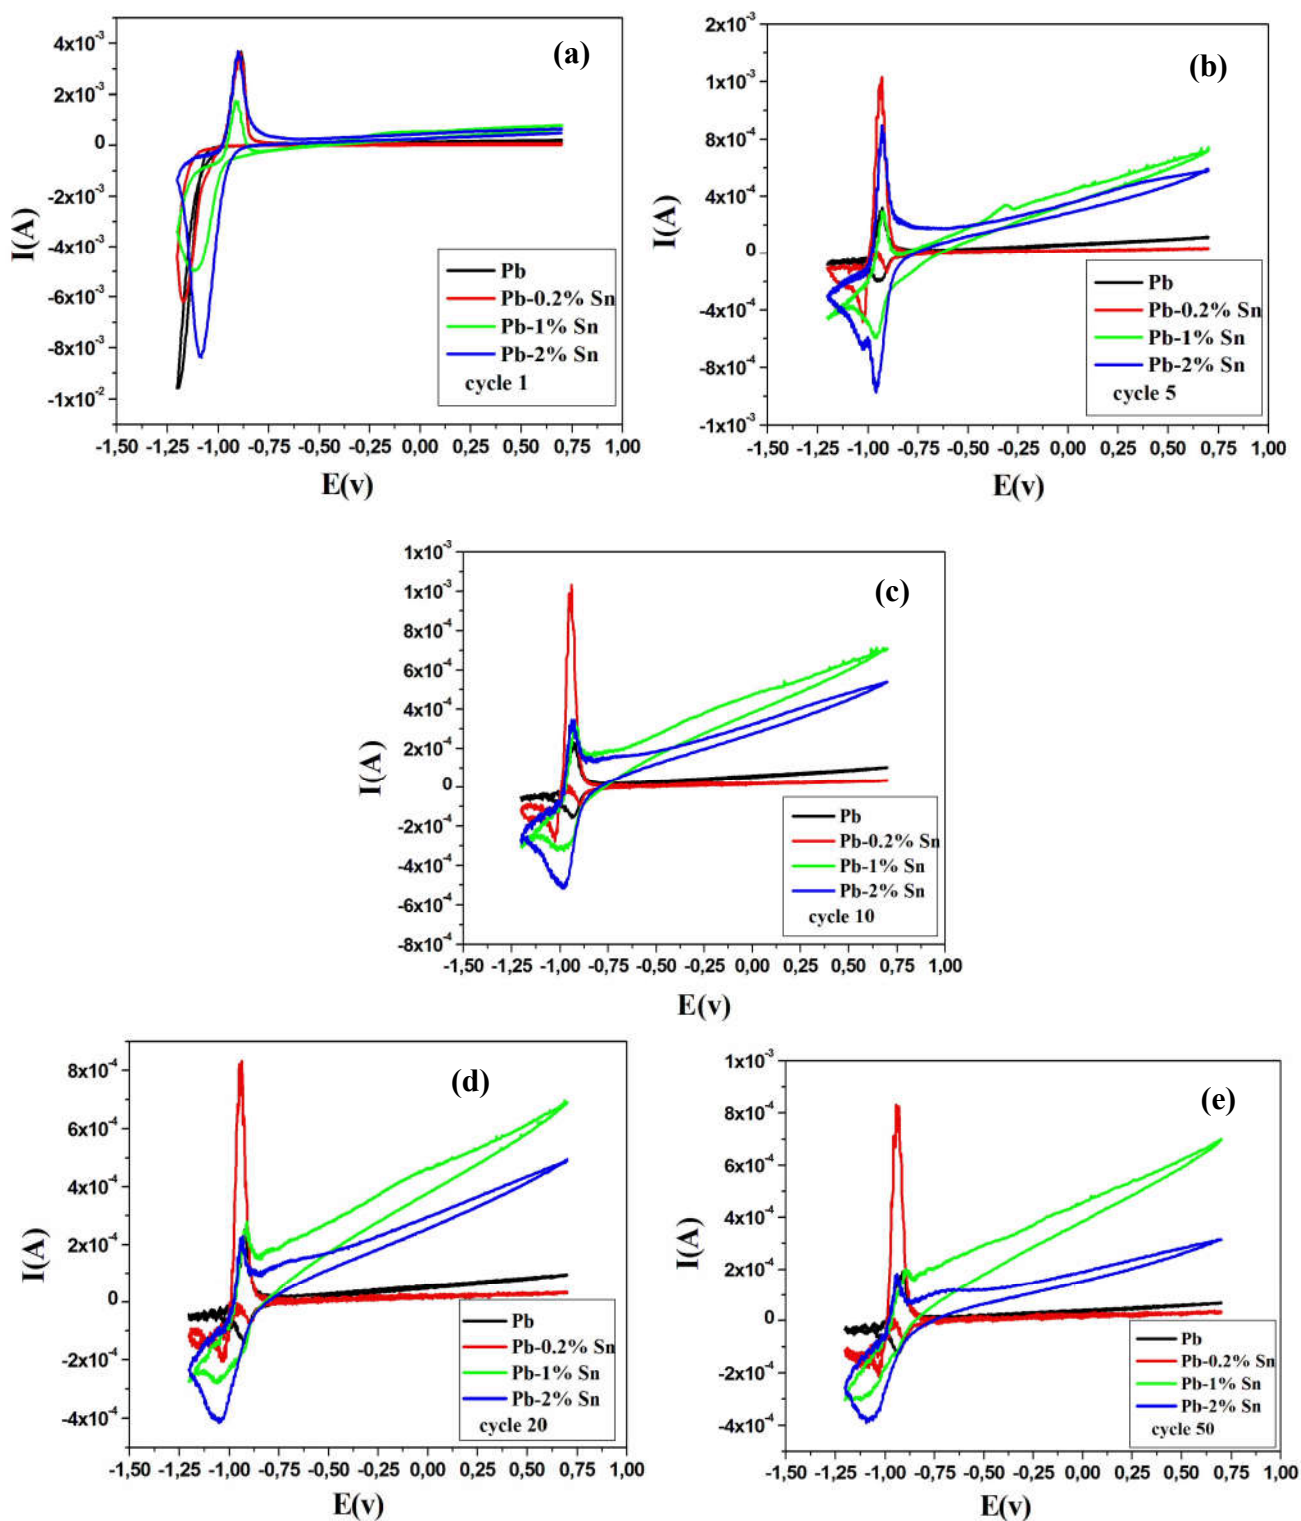 (a)
4x10⁻³
2x10⁻³
0
-2x10⁻³
-4x10⁻³
-6x10⁻³
-8x10⁻³
-1x10⁻²
I(A)
Pb
Pb-0.2% Sn
Pb-1% Sn
Pb-2% Sn
cycle 1
-1,50 -1,25 -1,00 -0,75 -0,50 -0,25 0,00 0,25 0,50 0,75 1,00
E(v)
(b)
2x10⁻³
1x10⁻³
8x10⁻⁴
4x10⁻⁴
0
-4x10⁻⁴
-8x10⁻⁴
-1x10⁻³
I(A)
Pb
Pb-0.2% Sn
Pb-1% Sn
Pb-2% Sn
cycle 5
-1,50 -1,25 -1,00 -0,75 -0,50 -0,25 0,00 0,25 0,50 0,75 1,00
E(v)
(c)
1x10⁻³
1x10⁻³
8x10⁻⁴
6x10⁻⁴
4x10⁻⁴
2x10⁻⁴
0
-2x10⁻⁴
-4x10⁻⁴
-6x10⁻⁴
-8x10⁻⁴
I(A)
Pb
Pb-0.2% Sn
Pb-1% Sn
Pb-2% Sn
cycle 10
-1,50 -1,25 -1,00 -0,75 -0,50 -0,25 0,00 0,25 0,50 0,75 1,00
E(v)
(d)
8x10⁻⁴
6x10⁻⁴
4x10⁻⁴
2x10⁻⁴
0
-2x10⁻⁴
-4x10⁻⁴
I(A)
Pb
Pb-0.2% Sn
Pb-1% Sn
Pb-2% Sn
cycle 20
-1,50 -1,25 -1,00 -0,75 -0,50 -0,25 0,00 0,25 0,50 0,75 1,00
E(v)
(e)
1x10⁻³
8x10⁻⁴
6x10⁻⁴
4x10⁻⁴
2x10⁻⁴
0
-2x10⁻⁴
-4x10⁻⁴
I(A)
Pb
Pb-0.2% Sn
Pb-1% Sn
Pb-2% Sn
cycle 50
-1,50 -1,25 -1,00 -0,75 -0,50 -0,25 0,00 0,25 0,50 0,75 1,00
E(v)